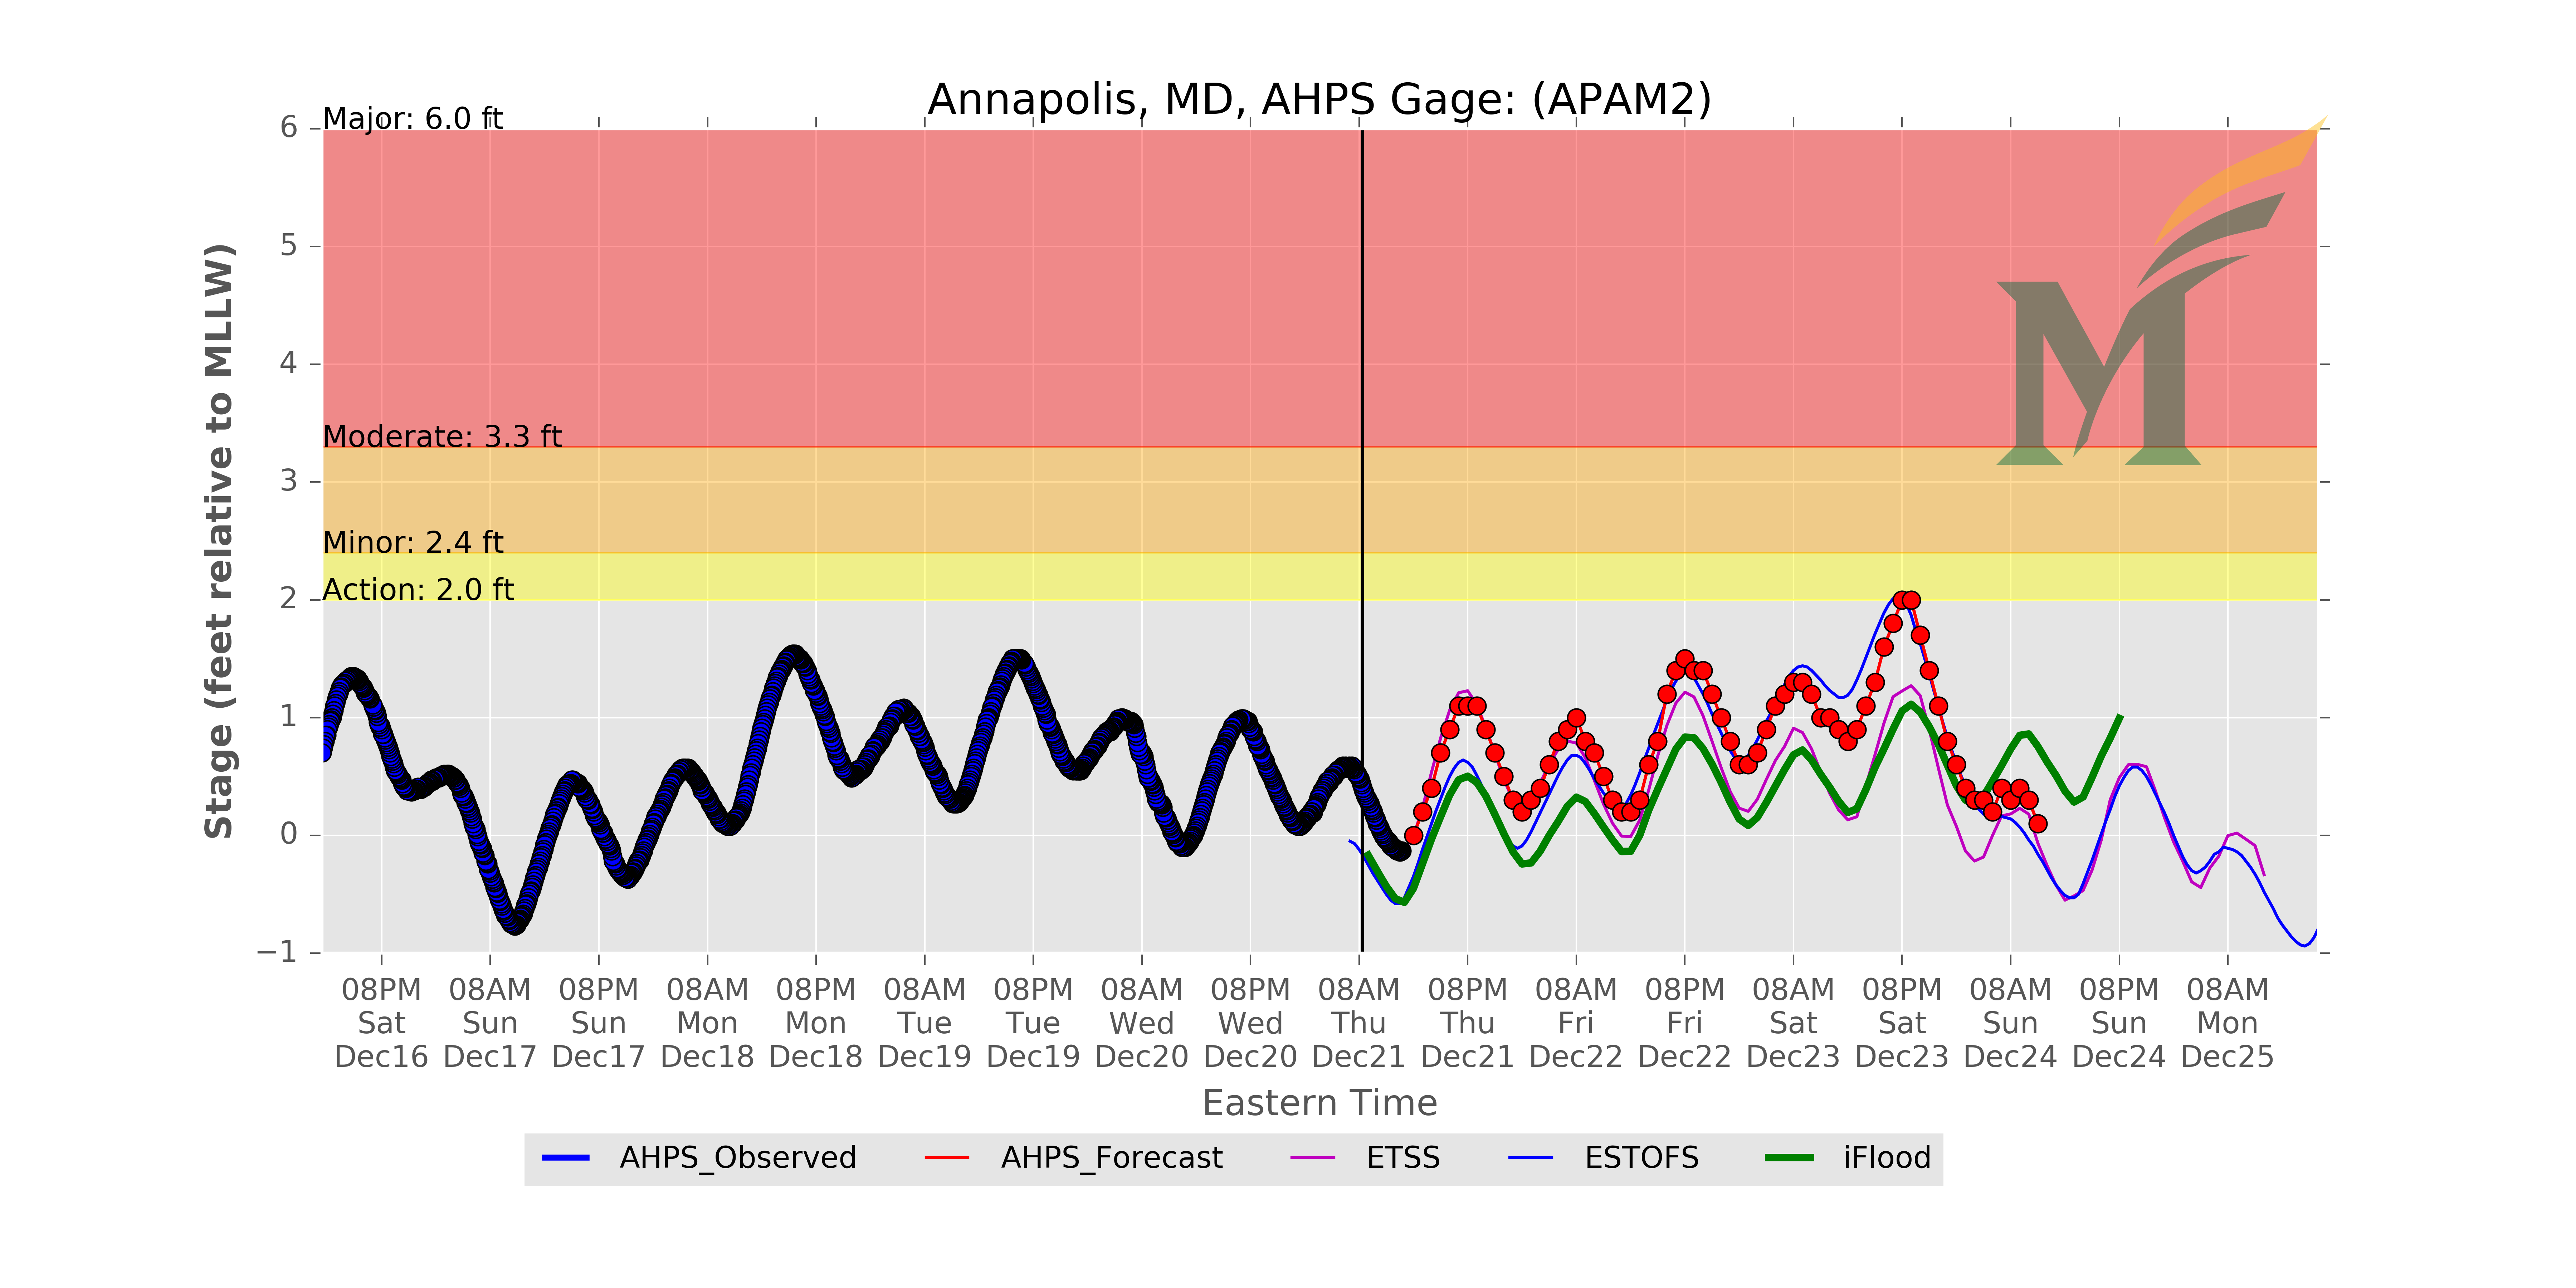 Annapolis, MD, AHPS Gage: (APAM2)
Major: 6.0 ft
Moderate: 3.3 ft
Minor: 2.4 ft
Action: 2.0 ft
6
5
4
3
2
1
0
−1
Stage (feet relative to MLLW)
08PM 08AM 08PM 08AM 08PM 08AM 08PM 08AM 08PM 08AM 08PM 08AM 08PM 08AM 08PM 08AM 08PM 08AM
Sat Sun Sun Mon Mon Tue Tue Wed Wed Thu Thu Fri Fri Sat Sat Sun Sun Mon
Dec16 Dec17 Dec17 Dec18 Dec18 Dec19 Dec19 Dec20 Dec20 Dec21 Dec21 Dec22 Dec22 Dec23 Dec23 Dec24 Dec24 Dec25
Eastern Time
AHPS_Observed AHPS_Forecast ETSS ESTOFS iFlood